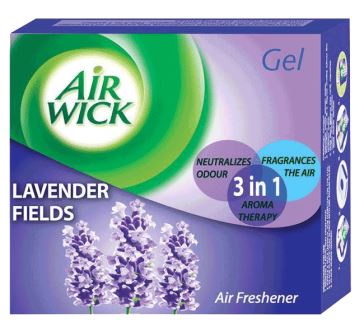 Gel
AIR
WICK
NEUTRALIZES
ODOUR
FRAGRANCES
THE AIR
3 in 1
AROMA
THERAPY
LAVENDER
FIELDS
Air Freshener